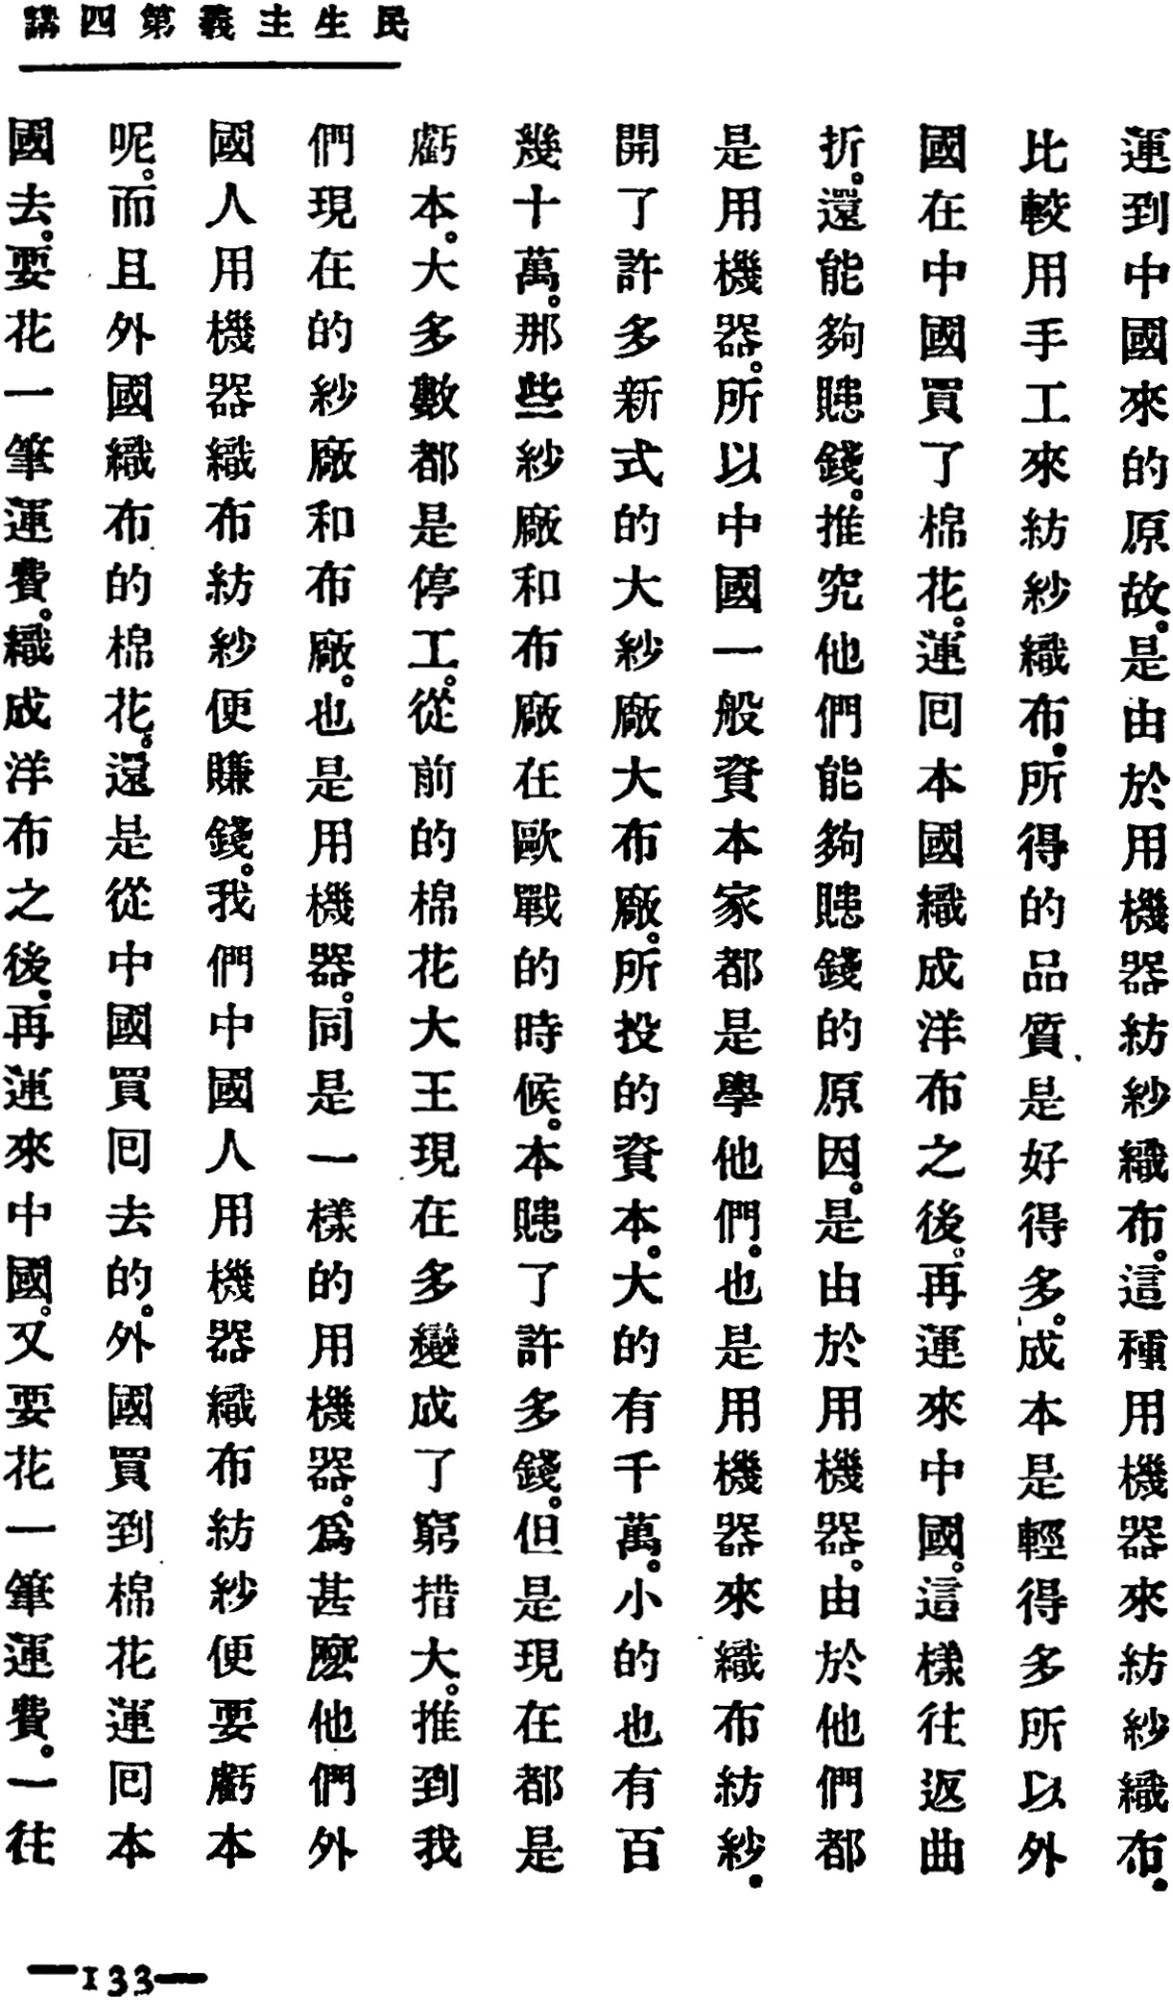 民生主義第四講
運到中國來的原故。是由於用機器紡紗織布。這種用機器來紡紗織布。
比較用手工來紡紗織布。所得的品質是好得多。成本是輕得多所以外
國在中國買了棉花。運回本國織成洋布之後。再運來中國。這樣往返曲
折。還能夠賺錢。推究他們能夠賺錢的原因。是由於用機器。由於他們都
是用機器。所以中國一般資本家都是學他們。也是用機器來織布紡紗。
開了許多新式的大紗廠大布廠。所投的資本。大的有千萬。小的也有百
幾十萬。那些紗廠和布廠在歐戰的時候。本賺了許多錢。但是現在都是
虧本。大多數都是停工。從前的棉花大王現在多變成了窮措大。推到我
們現在的紗廠和布廠。也是用機器。同是一樣的用機器。爲甚麼他們外
國人用機器織布紡紗便賺錢。我們中國人用機器織布紡紗便要虧本
呢。而且外國織布的棉花。還是從中國買回去的。外國買到棉花運回本
國去。要花一筆運費。織成洋布之後。再運來中國。又要花一筆運費。一往
—133—